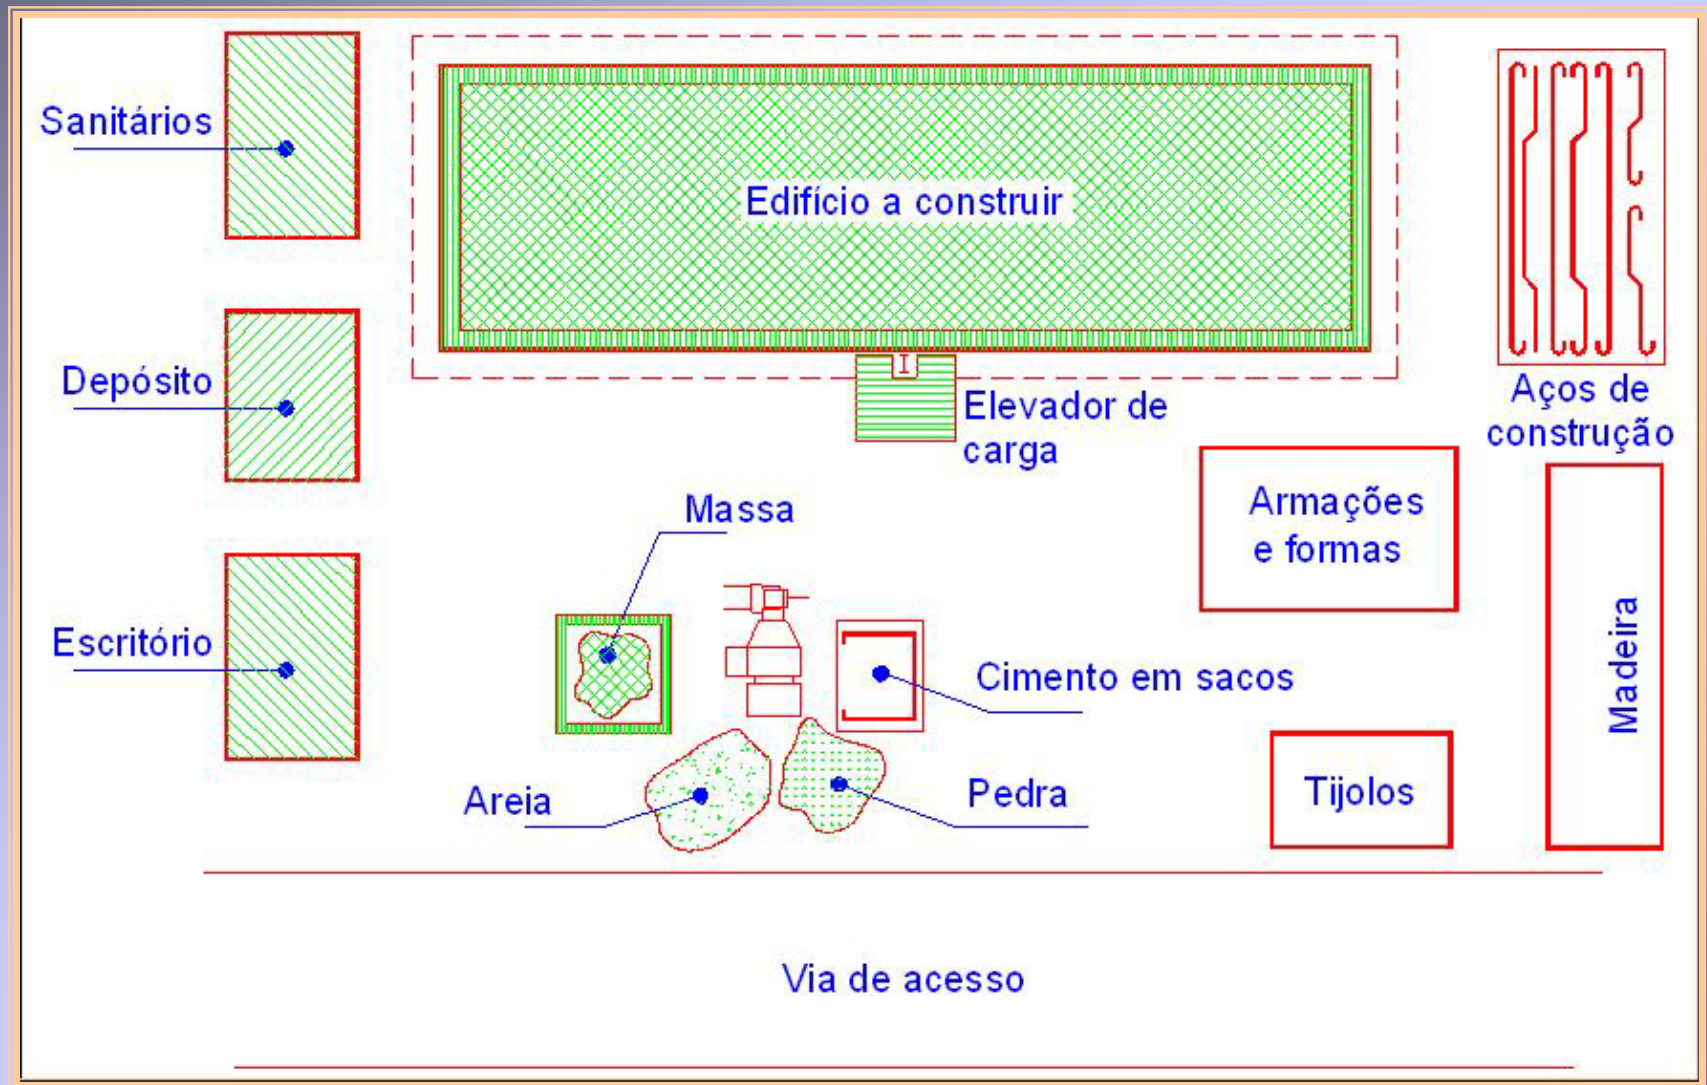 Sanitários
Edifício a construir
Depósito
Elevador de
carga
Aços de
construção
Massa
Armações
e formas
Escritório
Cimento em sacos
Madeira
Areia
Pedra
Tijolos
Via de acesso